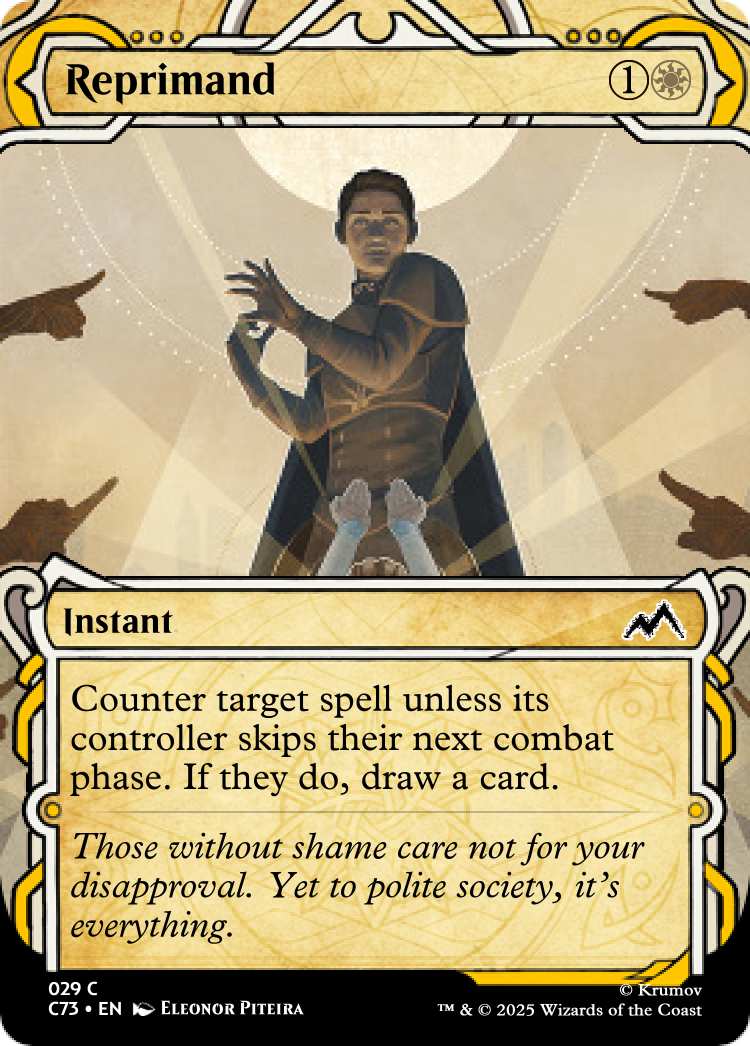 Reprimand 1
Instant
Counter target spell unless its
controller skips their next combat
phase. If they do, draw a card.
Those without shame care not for your
disapproval. Yet to polite society, it's
everything.
029 C
© Krumov
C73 • EN Eleonor Piteira
™ & © 2025 Wizards of the Coast